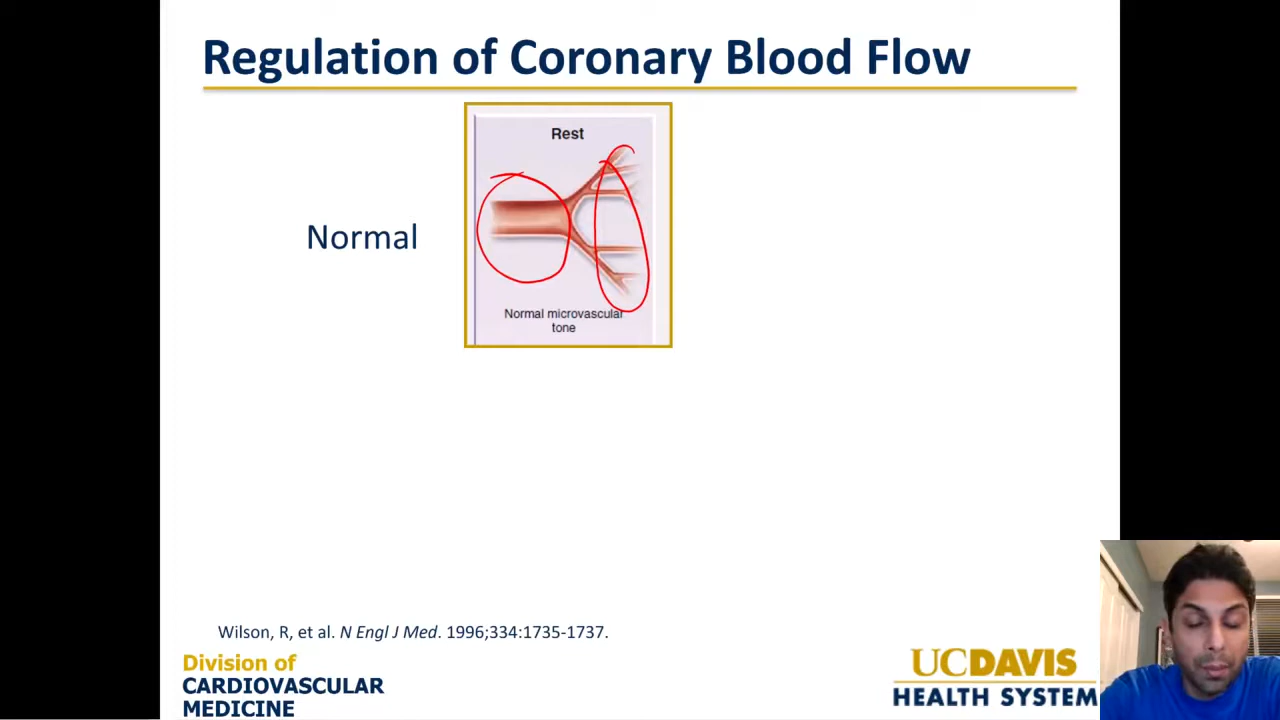 Regulation of Coronary Blood Flow
Rest
Normal
Normal microvascular
tone
Wilson, R, et al. N Engl J Med. 1996;334:1735-1737.
Division of
CARDIOVASCULAR
MEDICINE
UCDAVIS
HEALTH SYSTEM